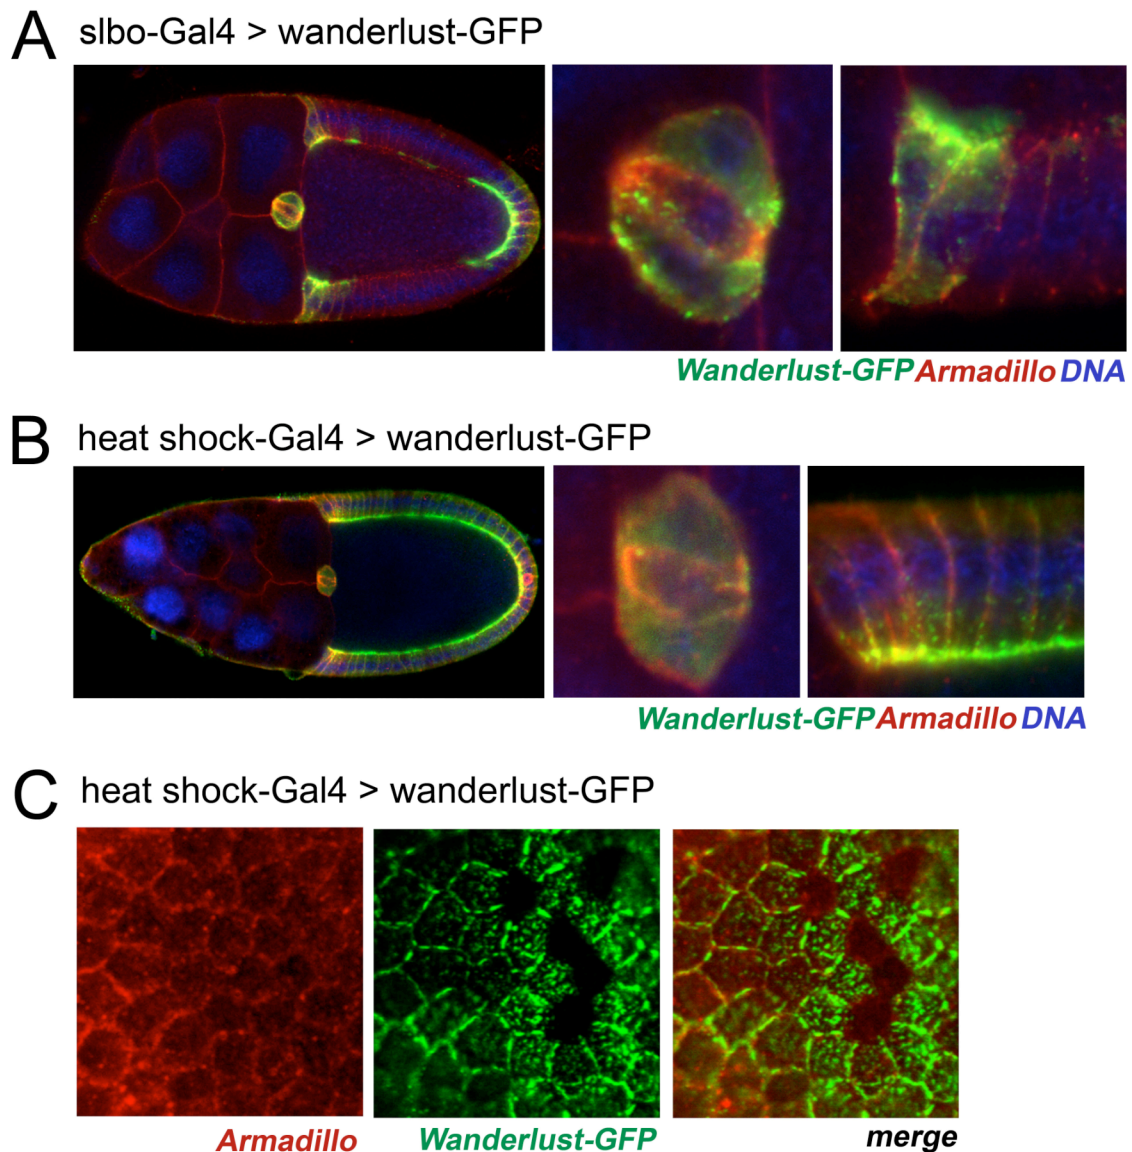 A slbo-Gal4 > wanderlust-GFP
Wanderlust-GFP Armadillo DNA
B heat shock-Gal4 > wanderlust-GFP
Wanderlust-GFP Armadillo DNA
C heat shock-Gal4 > wanderlust-GFP
Armadillo Wanderlust-GFP merge